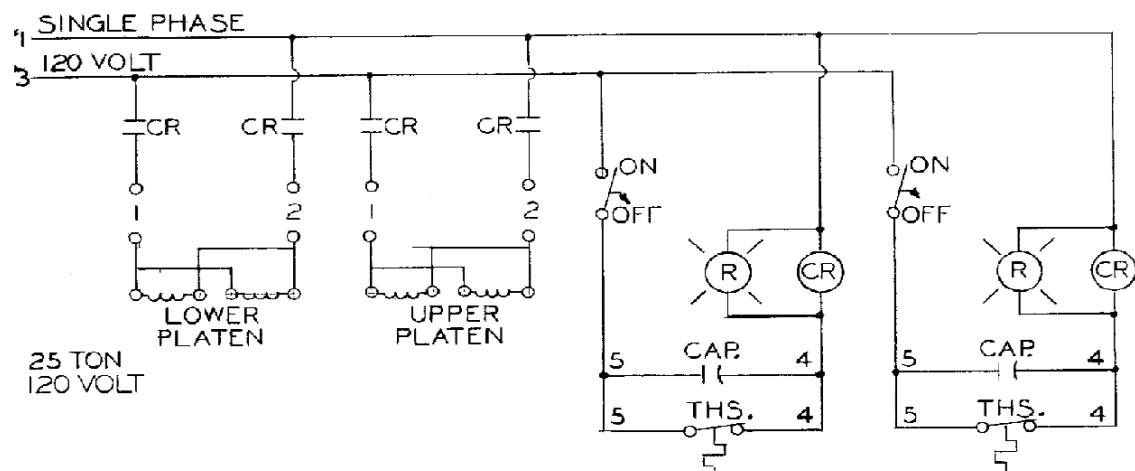 1 SINGLE PHASE
3 120 VOLT
CR CR CR CR
ON ON
OFF OFF
1 2 1 2
R CR R CR
LOWER PLATEN
UPPER PLATEN
25 TON
120 VOLT
5 CAP. 4 5 CAP. 4
5 THS. 4 5 THS. 4